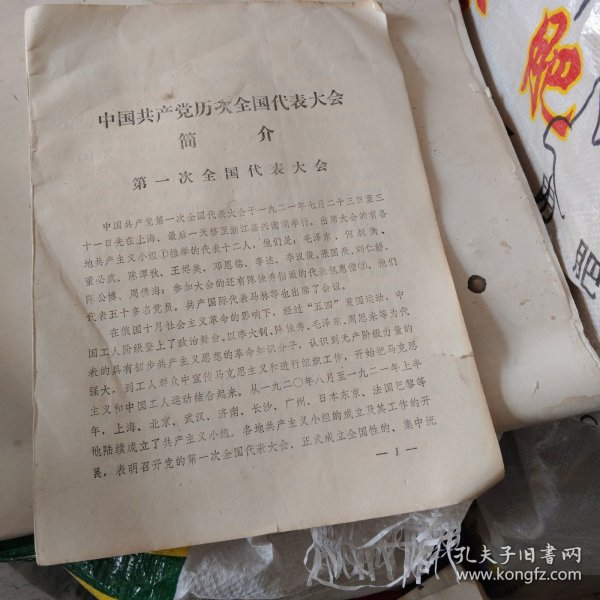 中国共产党历次全国代表大会
简 介
第一次全国代表大会
中国共产党第一次全国代表大会于一九二一年七月二十三日至三
十一日先在上海、最后一天移至浙江嘉兴南湖举行。出席大会的有各
地共产主义小组①推举的代表十二人，他们是：毛泽东、何叔衡、
董必武、陈潭秋、王烬美、邓恩铭、李达、李汉俊、张国焘、刘仁静、
陈公博、周佛海；参加大会的还有陈独秀指派的代表包惠僧②。他们
代表五十多名党员。共产国际代表马林等也出席了会议。
在俄国十月社会主义革命的影响下，经过“五四”爱国运动，中
国工人阶级登上了政治舞台。以李大钊、陈独秀、毛泽东、周恩来等为代
表的具有初步共产主义思想的革命知识分子，认识到无产阶级力量的
强大，到工人群众中宣传马克思主义和进行组织工作，开始把马克思
主义和中国工人运动结合起来。从一九二〇年八月至一九二一年上半
年，上海、北京、武汉、济南、长沙、广州、日本东京、法国巴黎等
地陆续成立了共产主义小组。各地共产主义小组的成立及其工作的开
展，表明召开党的第一次全国代表大会、正式成立全国性的、集中统
— 1 —
肥
孔夫子旧书网
www.kongfz.com